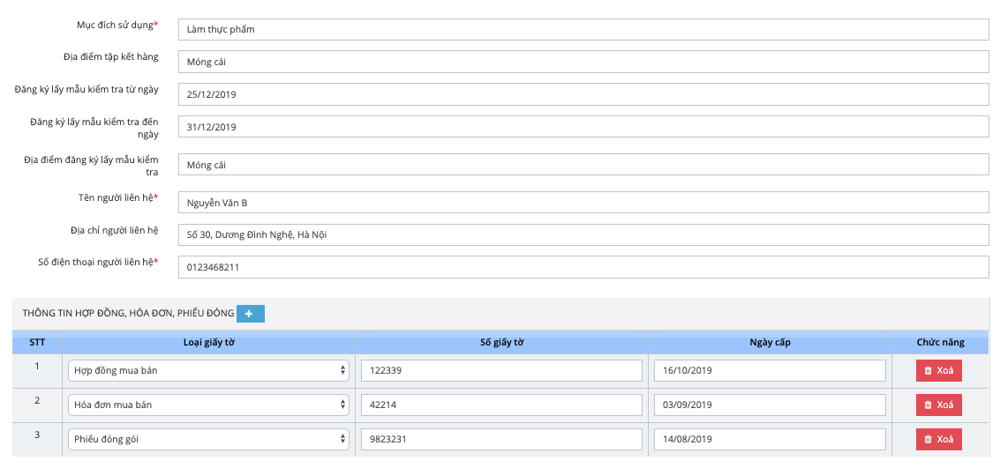 Mục đích sử dụng*
Làm thực phẩm
Địa điểm tập kết hàng
Móng cái
Đăng ký lấy mẫu kiểm tra từ ngày
25/12/2019
Đăng ký lấy mẫu kiểm tra đến
ngày
31/12/2019
Địa điểm đăng ký lấy mẫu kiểm
tra
Móng cái
Tên người liên hệ*
Nguyễn Văn B
Địa chỉ người liên hệ
Số 30, Dương Đình Nghệ, Hà Nội
Số điện thoại người liên hệ*
0123468211
THÔNG TIN HỢP ĐỒNG, HÓA ĐƠN, PHIẾU ĐÓNG +
STT Loại giấy tờ Số giấy tờ Ngày cấp Chức năng
1 Hợp đồng mua bán 122339 16/10/2019 Xoá
2 Hóa đơn mua bán 42214 03/09/2019 Xoá
3 Phiếu đóng gói 9823231 14/08/2019 Xoá